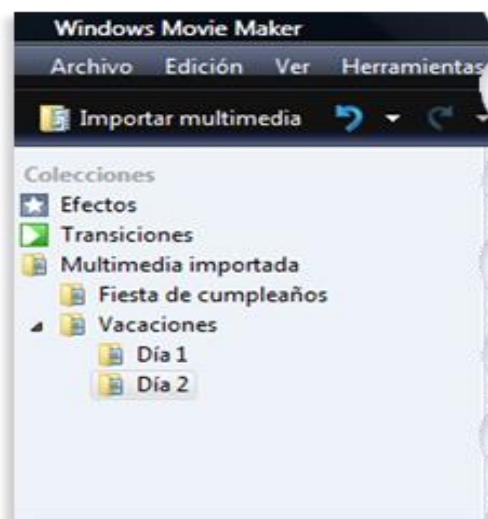 Windows Movie Maker
Archivo Edición Ver Herramientas
Importar multimedia
Colecciones
Efectos
Transiciones
Multimedia importada
Fiesta de cumpleaños
Vacaciones
Día 1
Día 2